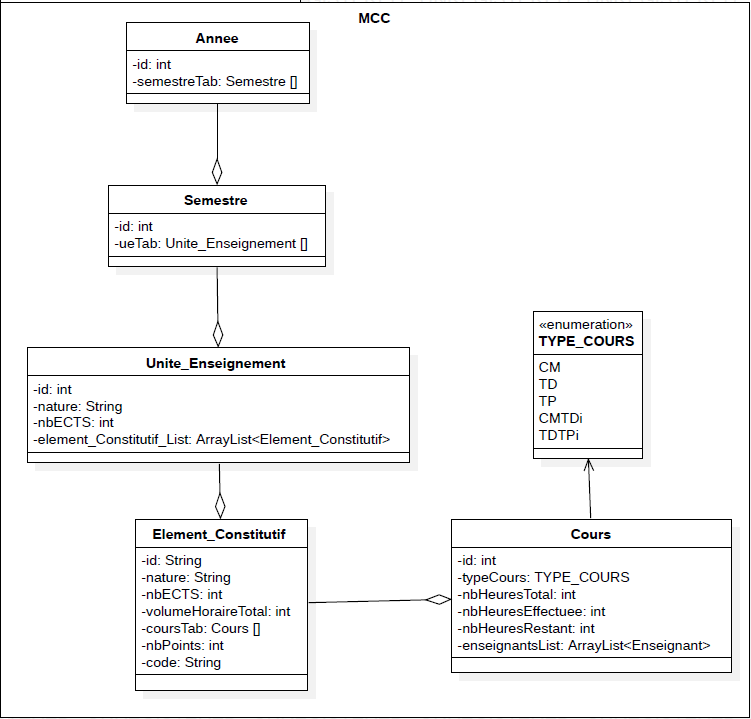 MCC
Annee
-id: int
-semestreTab: Semestre []
Semestre
-id: int
-ueTab: Unite_Enseignement []
Unite_Enseignement
-id: int
-nature: String
-nbECTS: int
-element_Constitutif_List: ArrayList<Element_Constitutif>
«enumeration»
TYPE_COURS
CM
TD
TP
CMTDi
TDTPi
Element_Constitutif
-id: String
-nature: String
-nbECTS: int
-volumeHoraireTotal: int
-coursTab: Cours []
-nbPoints: int
-code: String
Cours
-id: int
-typeCours: TYPE_COURS
-nbHeuresTotal: int
-nbHeuresEffectuee: int
-nbHeuresRestant: int
-enseignantsList: ArrayList<Enseignant>